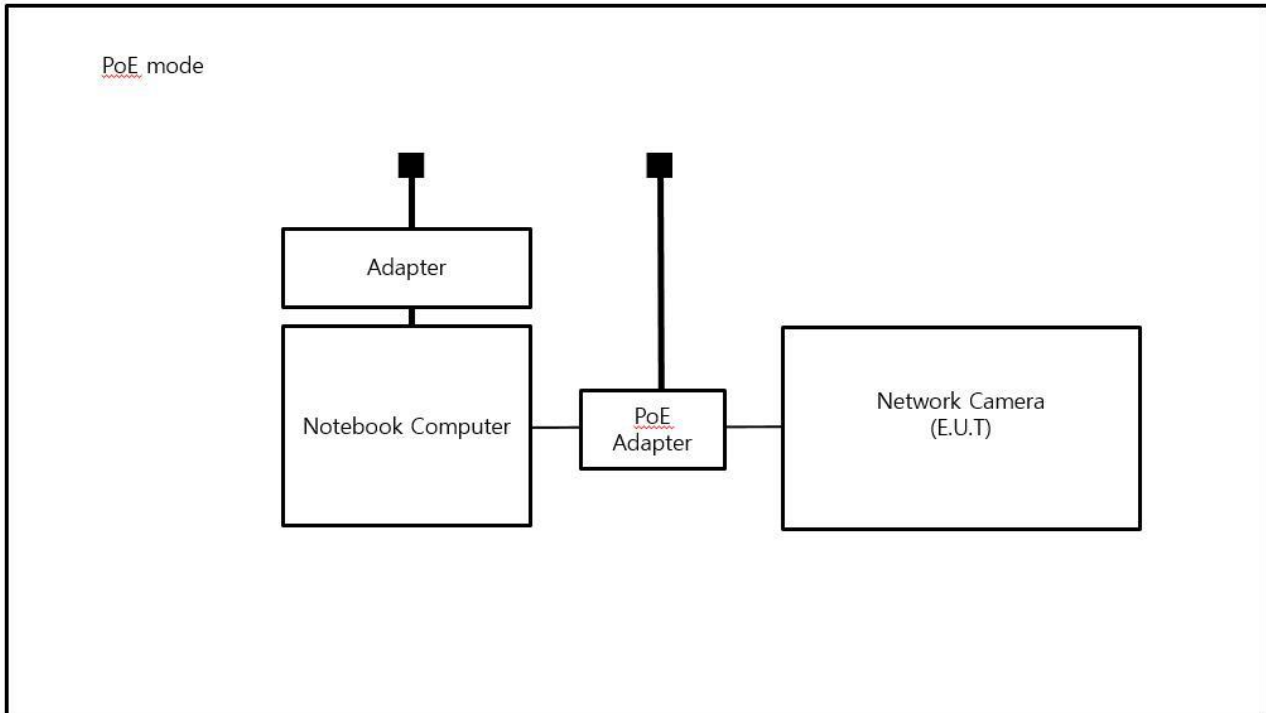 PoE mode
Adapter
Notebook Computer
PoE
Adapter
Network Camera
(E.U.T)